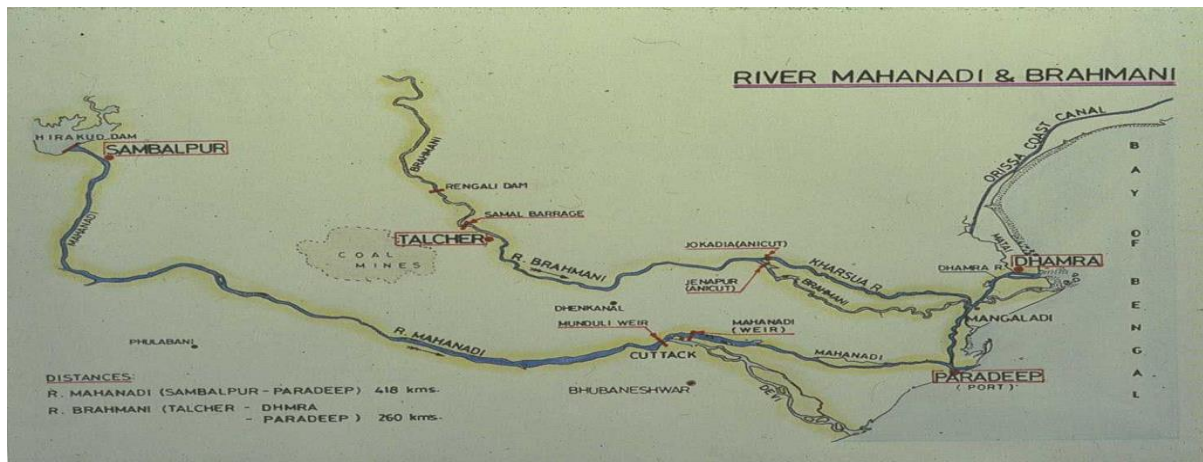 RIVER MAHANADI & BRAHMANI
HIRAKUD DAM
SAMBALPUR
MAHANADI
BRAHMANI
RENGALI DAM
SAMAL BARRAGE
TALCHER
COAL
MINES
R. BRAHMANI
DHENKANAL
JOKADIA(ANICUT)
JENAPUR
(ANICUT)
KHARSUA R.
BRAHMANI
ORISSA COAST CANAL
MATAI
DHAMRA R.
DHAMRA
MANGALADI
BAY OF BENGAL
PHULABANI
R. MAHANADI
MUNDULI WEIR
MAHANADI
(WEIR)
CUTTACK
MAHANADI
BHUBANESHWAR
DEVI
PARADEEP
(PORT)
DISTANCES:
R. MAHANADI (SAMBALPUR - PARADEEP) 418 kms.
R. BRAHMANI (TALCHER - DHMRA
- PARADEEP ) 260 kms.